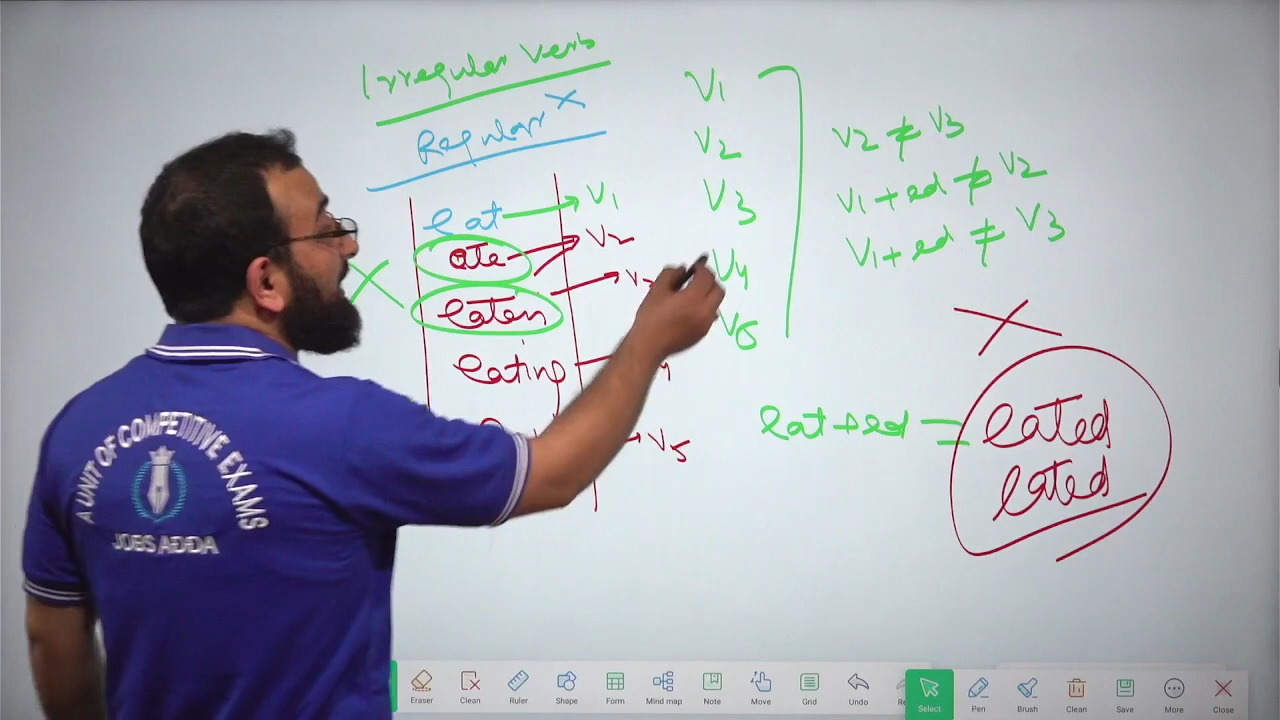 Irregular Verb
Regular ×
eat → V1
ate → V2
eaten →
eating
→ V5
V1
V2
V3
V4
V5
V2 ≠ V3
V1+ed ≠ V2
V1+ed ≠ V3
eat+ed = eated
eated
A UNIT OF COMPETITIVE EXAMS
JOBS ADDA
Eraser Clean Ruler Shape Form Mind map Note Move Grid Undo Select Pen Brush Clean Save More Close